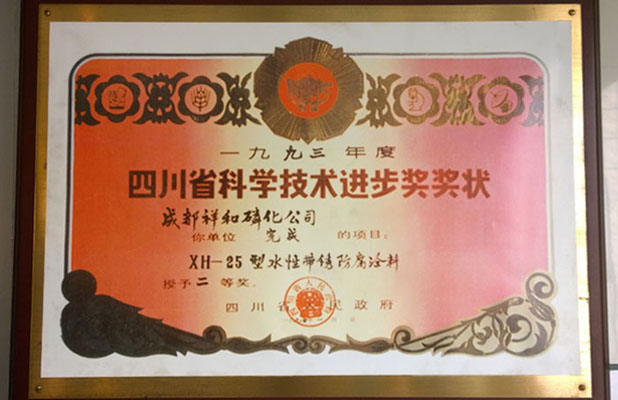 一九九三年度
四川省科学技术进步奖奖状
成都祥和磷化公司
你单位 完成 的项目:
XH-25型水性带锈防腐涂料
授予二等奖。
四川省人民政府